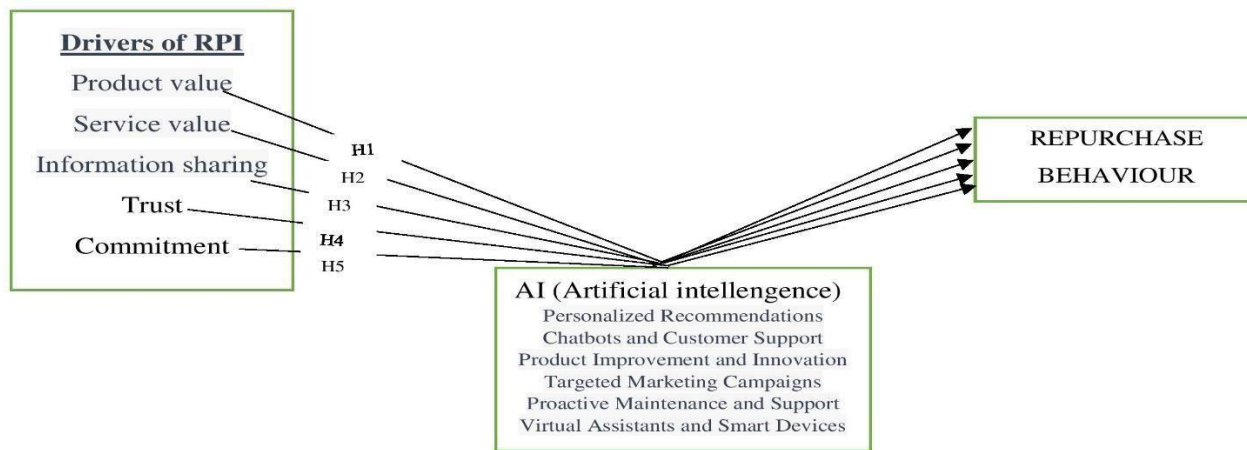 Drivers of RPI
Product value
Service value
Information sharing
Trust
Commitment
H1
H2
H3
H4
H5
AI (Artificial intellengence)
Personalized Recommendations
Chatbots and Customer Support
Product Improvement and Innovation
Targeted Marketing Campaigns
Proactive Maintenance and Support
Virtual Assistants and Smart Devices
REPURCHASE
BEHAVIOUR